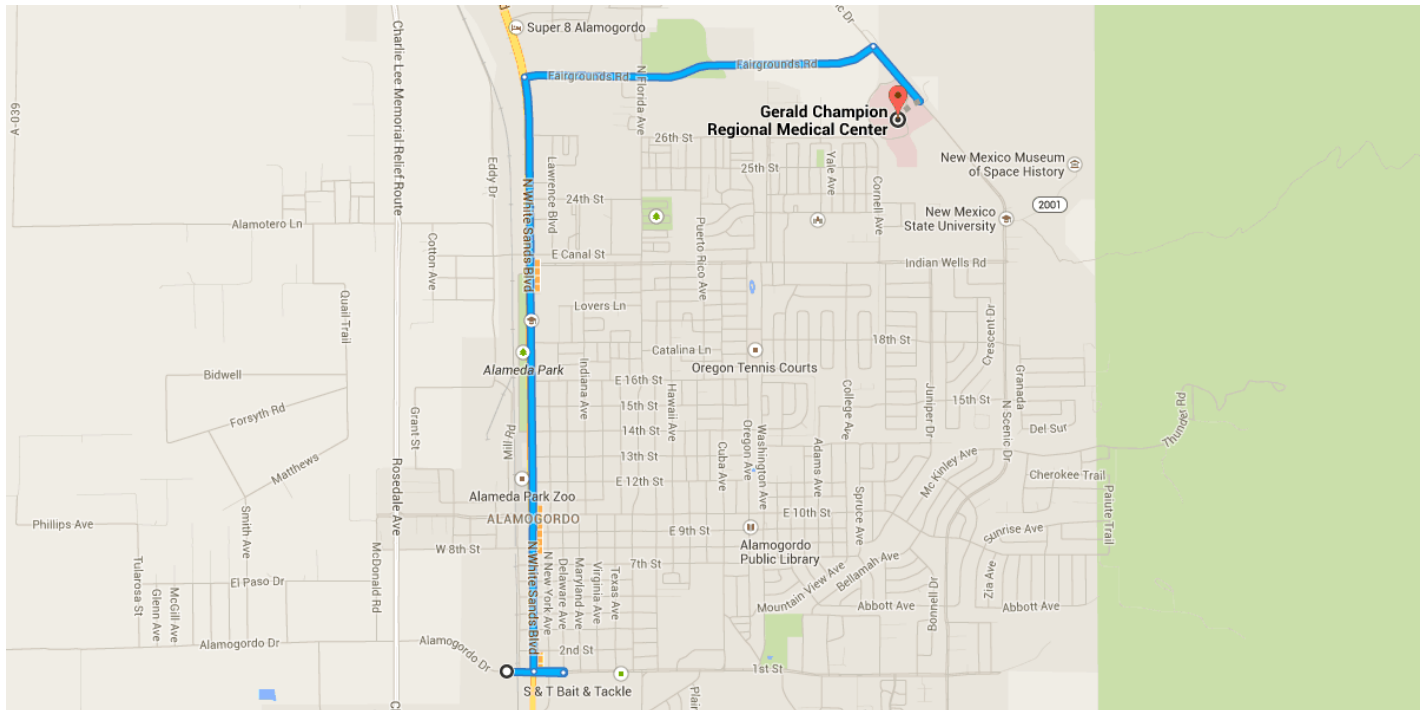 Super 8 Alamogordo
ic Dr
Fairgrounds Rd
Fairgrounds Rd
N Florida Ave
Charlie Lee Memorial Relief Route
A-039
Gerald Champion
Regional Medical Center
26th St
Eddy Dr
Lawrence Blvd
25th St
Yale Ave
New Mexico Museum
of Space History
N White Sands Blvd
24th St
Cornell Ave
2001
New Mexico
State University
Alamotero Ln
Cotton Ave
Puerto Rico Ave
E Canal St
Indian Wells Rd
Quail Trail
Lovers Ln
Crescent Dr
18th St
Catalina Ln
Alameda Park
Oregon Tennis Courts
Bidwell
Indiana Ave
E 16th St
Hawaii Ave
College Ave
Juniper Dr
Granada
15th St
15th St
Forsyth Rd
Grant St
Mill Rd
14th St
Cuba Ave
Oregon Ave
Washington Ave
Adams Ave
N Scenic Dr
Del Sur
Thunder Rd
13th St
Matthews
Rosedale Ave
Mc Kinley Ave
Cherokee Trail
E 12th St
Alameda Park Zoo
Spruce Ave
Paiute Trail
ALAMOGORDO
E 10th St
Phillips Ave
Smith Ave
E 9th St
Sunrise Ave
W 8th St
Alamogordo
Public Library
7th St
McDonald Rd
N White Sands Blvd
N New York Ave
Delaware Ave
Maryland Ave
Virginia Ave
Texas Ave
Tularosa St
Glenn Ave
McGill Ave
El Paso Dr
Mountain View Ave
Bellamah Ave
Zia Ave
Bonnell Dr
Abbott Ave
Abbott Ave
Alamogordo Dr
Alamogordo Dr
2nd St
1st St
S & T Bait & Tackle
Plair
C